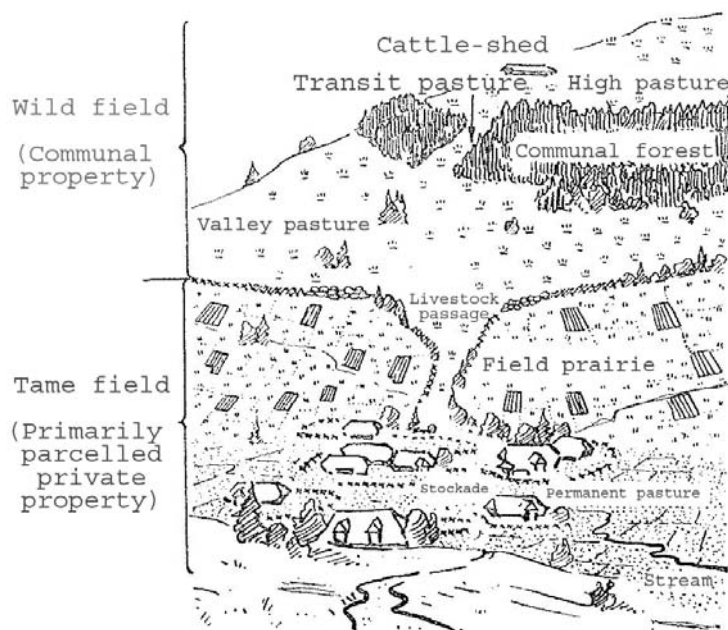 Cattle-shed
Transit pasture
High pasture
Wild field
(Communal
property)
Communal forest
Valley pasture
Livestock
passage
Field prairie
Tame field
(Primarily
parcelled
private
property)
Stockade
Permanent pasture
Stream